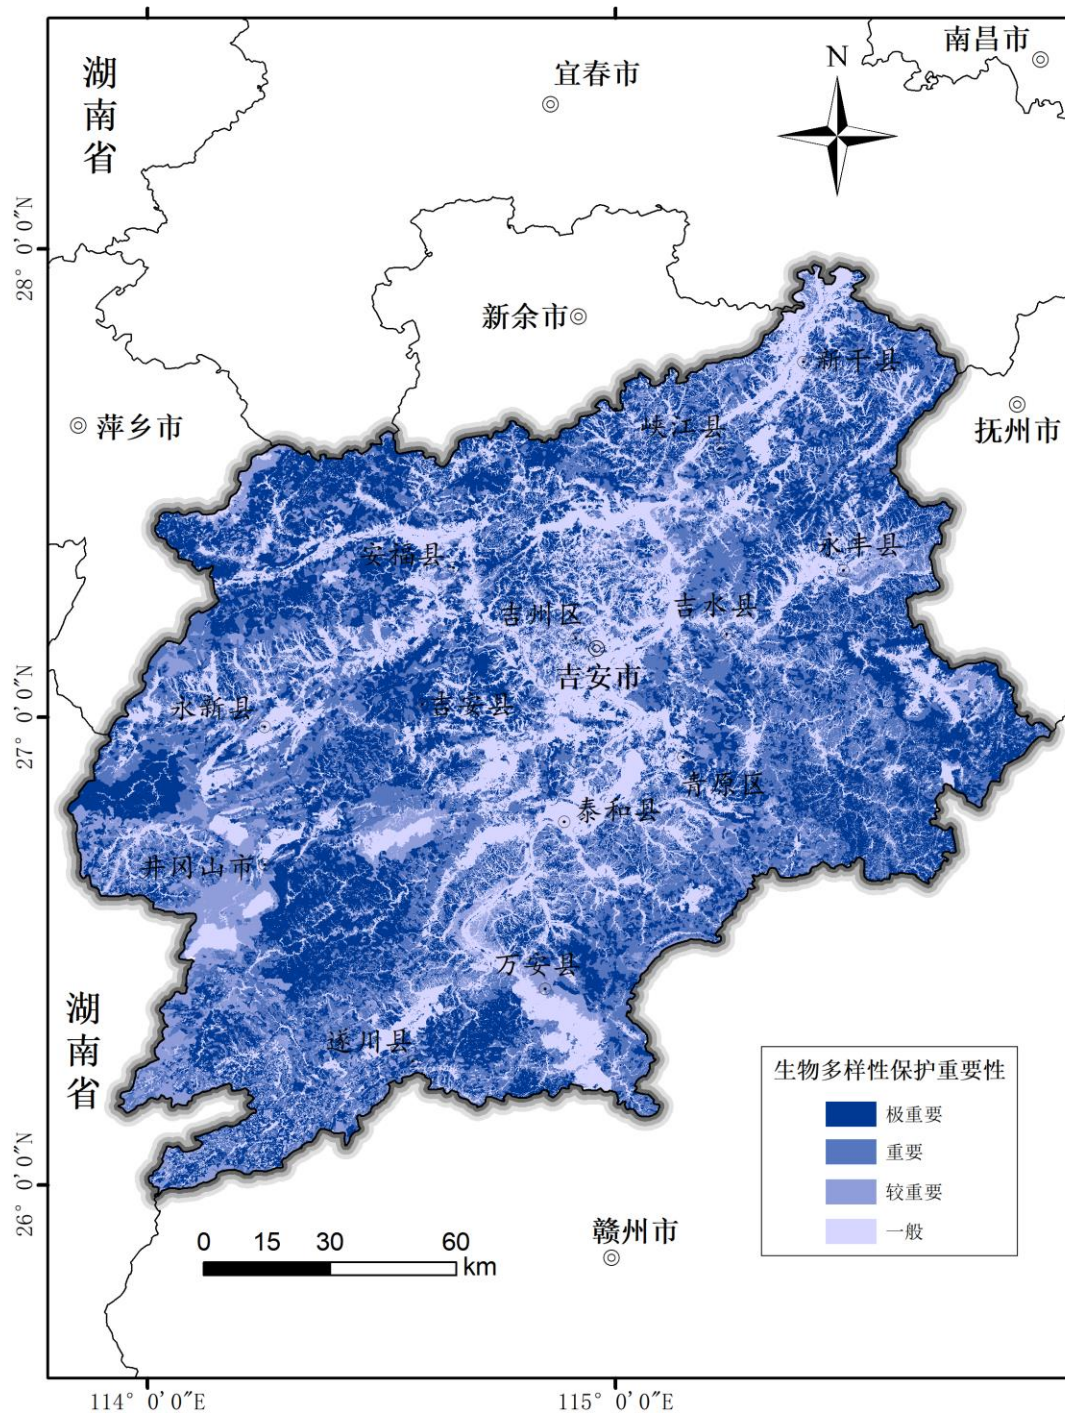 南昌市
N
宜春市
湖南省
28° 0'0"N
新余市
新干县
萍乡市
峡江县
抚州市
安福县
永丰县
吉州区
吉水县
吉安市
27° 0'0"N
永新县
吉安县
青原区
泰和县
井冈山市
万安县
湖南省
遂川县
生物多样性保护重要性
极重要
重要
较重要
一般
26° 0'0"N
赣州市
0 15 30 60
km
114° 0'0"E
115° 0'0"E